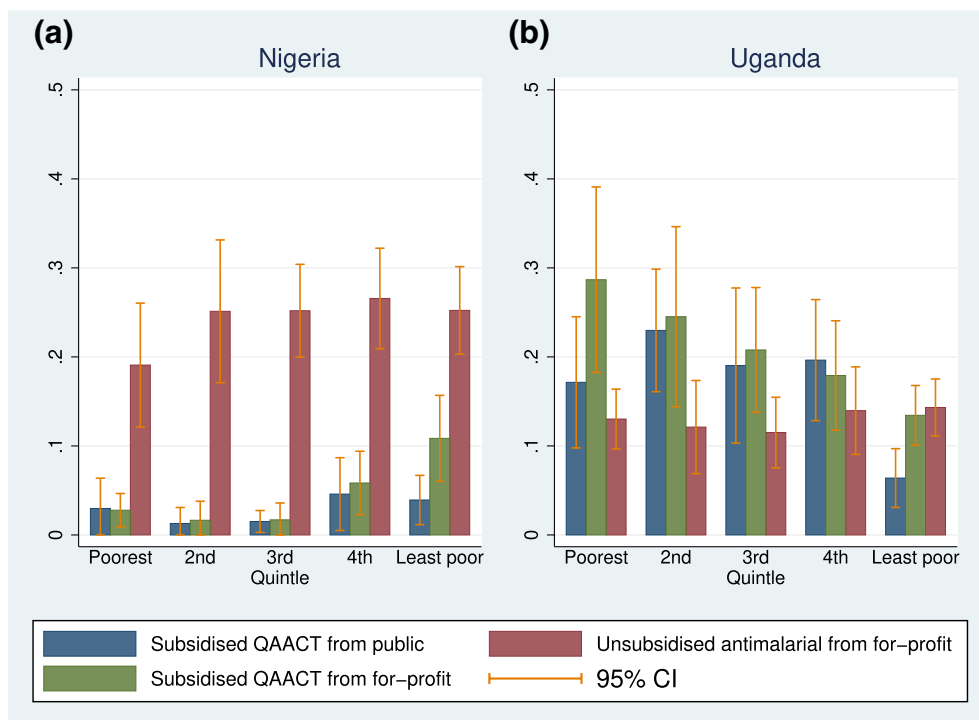 (a)
Nigeria
.5
.4
.3
.2
.1
0
Poorest 2nd 3rd 4th Least poor
Quintle
(b)
Uganda
.5
.4
.3
.2
.1
0
Poorest 2nd 3rd 4th Least poor
Quintle
Subsidised QAACT from public
Unsubsidised antimalarial from for−profit
Subsidised QAACT from for−profit
95% CI